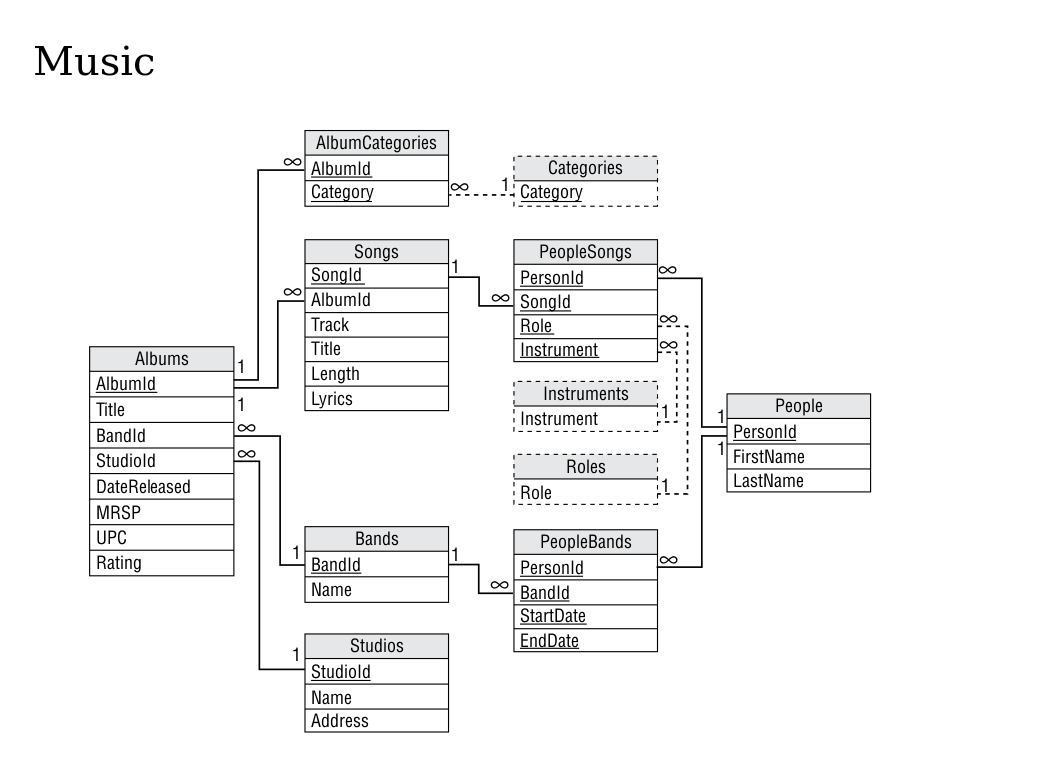 Music
AlbumCategories
∞ AlbumId
Category ∞
Categories
1 Category
Songs
SongId 1
∞ AlbumId
Track
Title
Length
Lyrics
PeopleSongs
PersonId ∞
∞ SongId
Role ∞
Instrument ∞
Instruments
Instrument 1
Roles
Role 1
Albums
AlbumId 1
Title 1
BandId ∞
StudioId ∞
DateReleased
MRSP
UPC
Rating
People
1 PersonId
1 FirstName
LastName
Bands
1 BandId 1
Name
PeopleBands
PersonId ∞
∞ BandId
StartDate
EndDate
Studios
1 StudioId
Name
Address